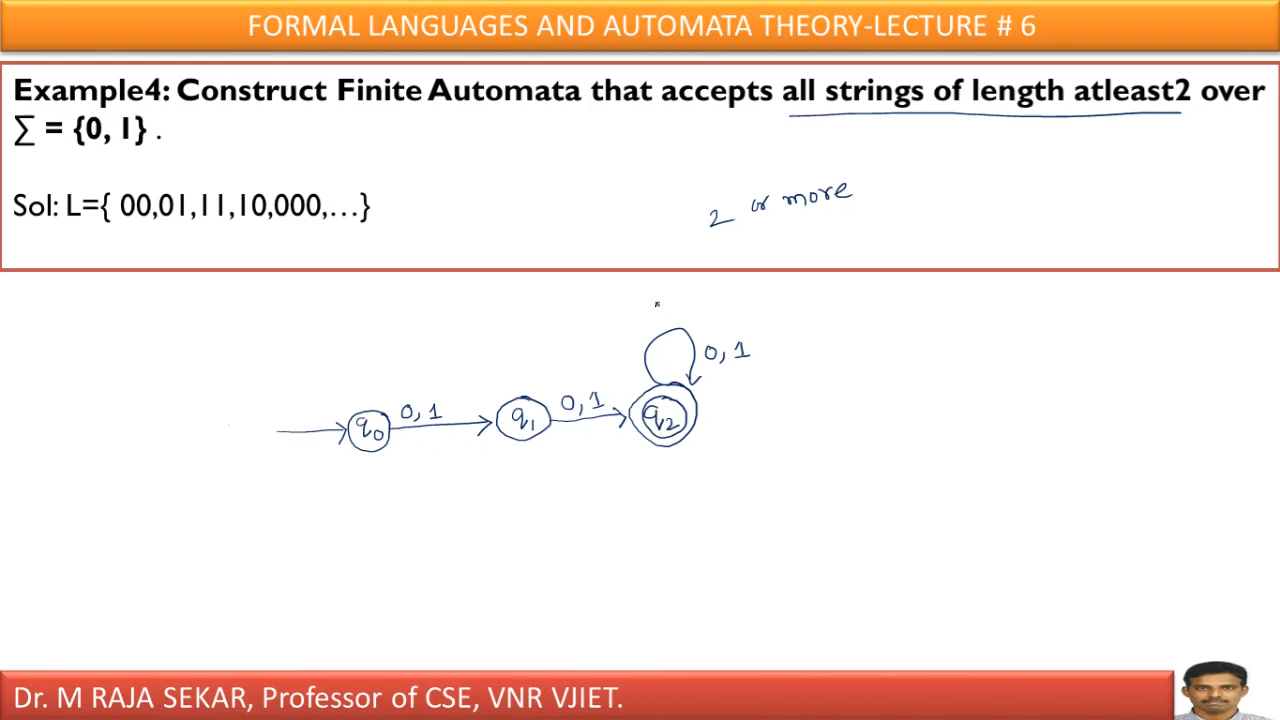 FORMAL LANGUAGES AND AUTOMATA THEORY-LECTURE # 6
Example4: Construct Finite Automata that accepts all strings of length atleast2 over
∑ = {0, 1} .
Sol: L={ 00,01,11,10,000,…}
2 or more
0, 1
0, 1 0, 1
q0 q1 q2
Dr. M RAJA SEKAR, Professor of CSE, VNR VJIET.